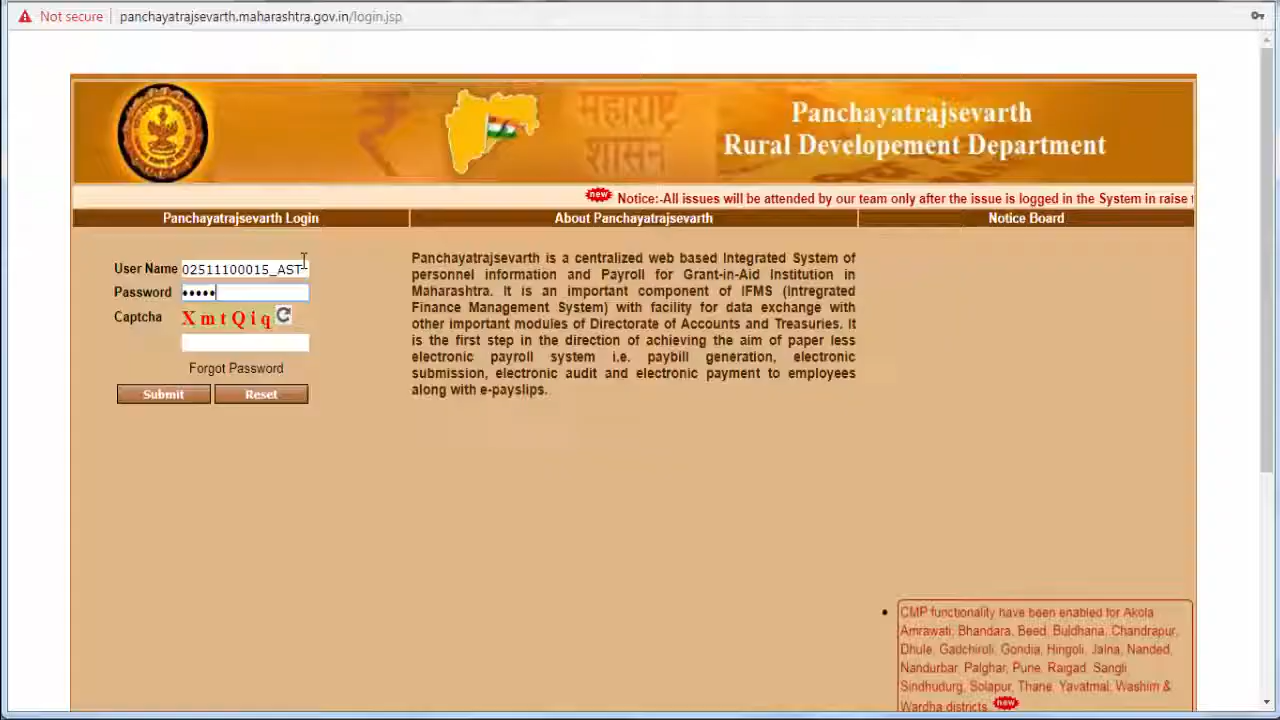 Not secure
panchayatrajsevarth.maharashtra.gov.in/login.jsp
महाराष्ट्र
शासन
Panchayatrajsevarth
Rural Developement Department
new Notice:-All issues will be attended by our team only after the issue is logged in the System in raise
Panchayatrajsevarth Login
About Panchayatrajsevarth
Notice Board
User Name 02511100015_AST
Password •••••
Captcha X m t Q i q
Forgot Password
Submit Reset
Panchayatrajsevarth is a centralized web based Integrated System of
personnel information and Payroll for Grant-in-Aid Institution in
Maharashtra. It is an important component of IFMS (Intregrated
Finance Management System) with facility for data exchange with
other important modules of Directorate of Accounts and Treasuries. It
is the first step in the direction of achieving the aim of paper less
electronic payroll system i.e. paybill generation, electronic
submission, electronic audit and electronic payment to employees
along with e-payslips.
CMP functionality have been enabled for Akola
Amrawati, Bhandara, Beed, Buldhana, Chandrapur,
Dhule, Gadchiroli, Gondia, Hingoli, Jalna, Nanded,
Nandurbar, Palghar, Pune, Raigad, Sangli
Sindhudurg, Solapur, Thane, Yavatmal, Washim &
Wardha districts. new